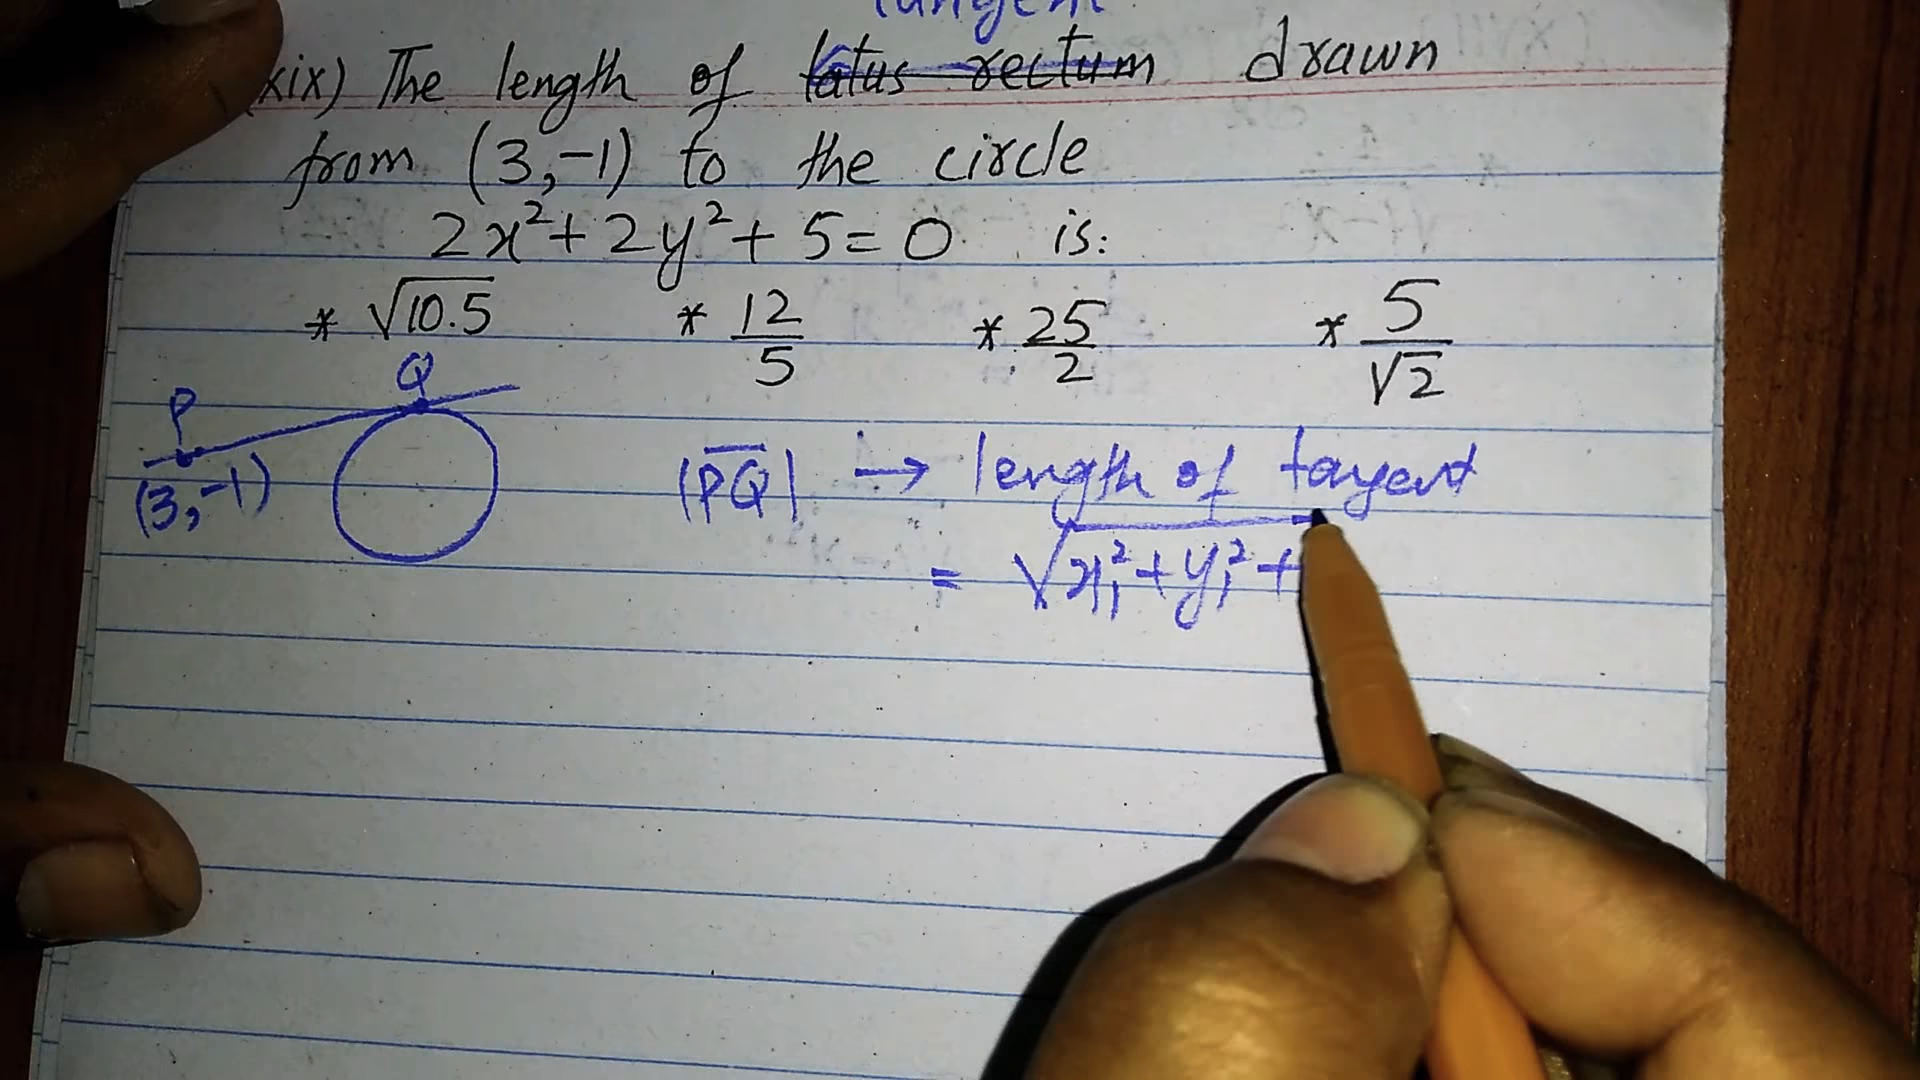 tangent
(xix) The length of latus rectum drawn
from (3,-1) to the circle
2x²+2y²+5=0 is:
* √10.5 * 12/5 * 25/2 * 5/√2
Q
P
(3,-1)
|PQ| → length of tangent
= √x₁²+y₁²+